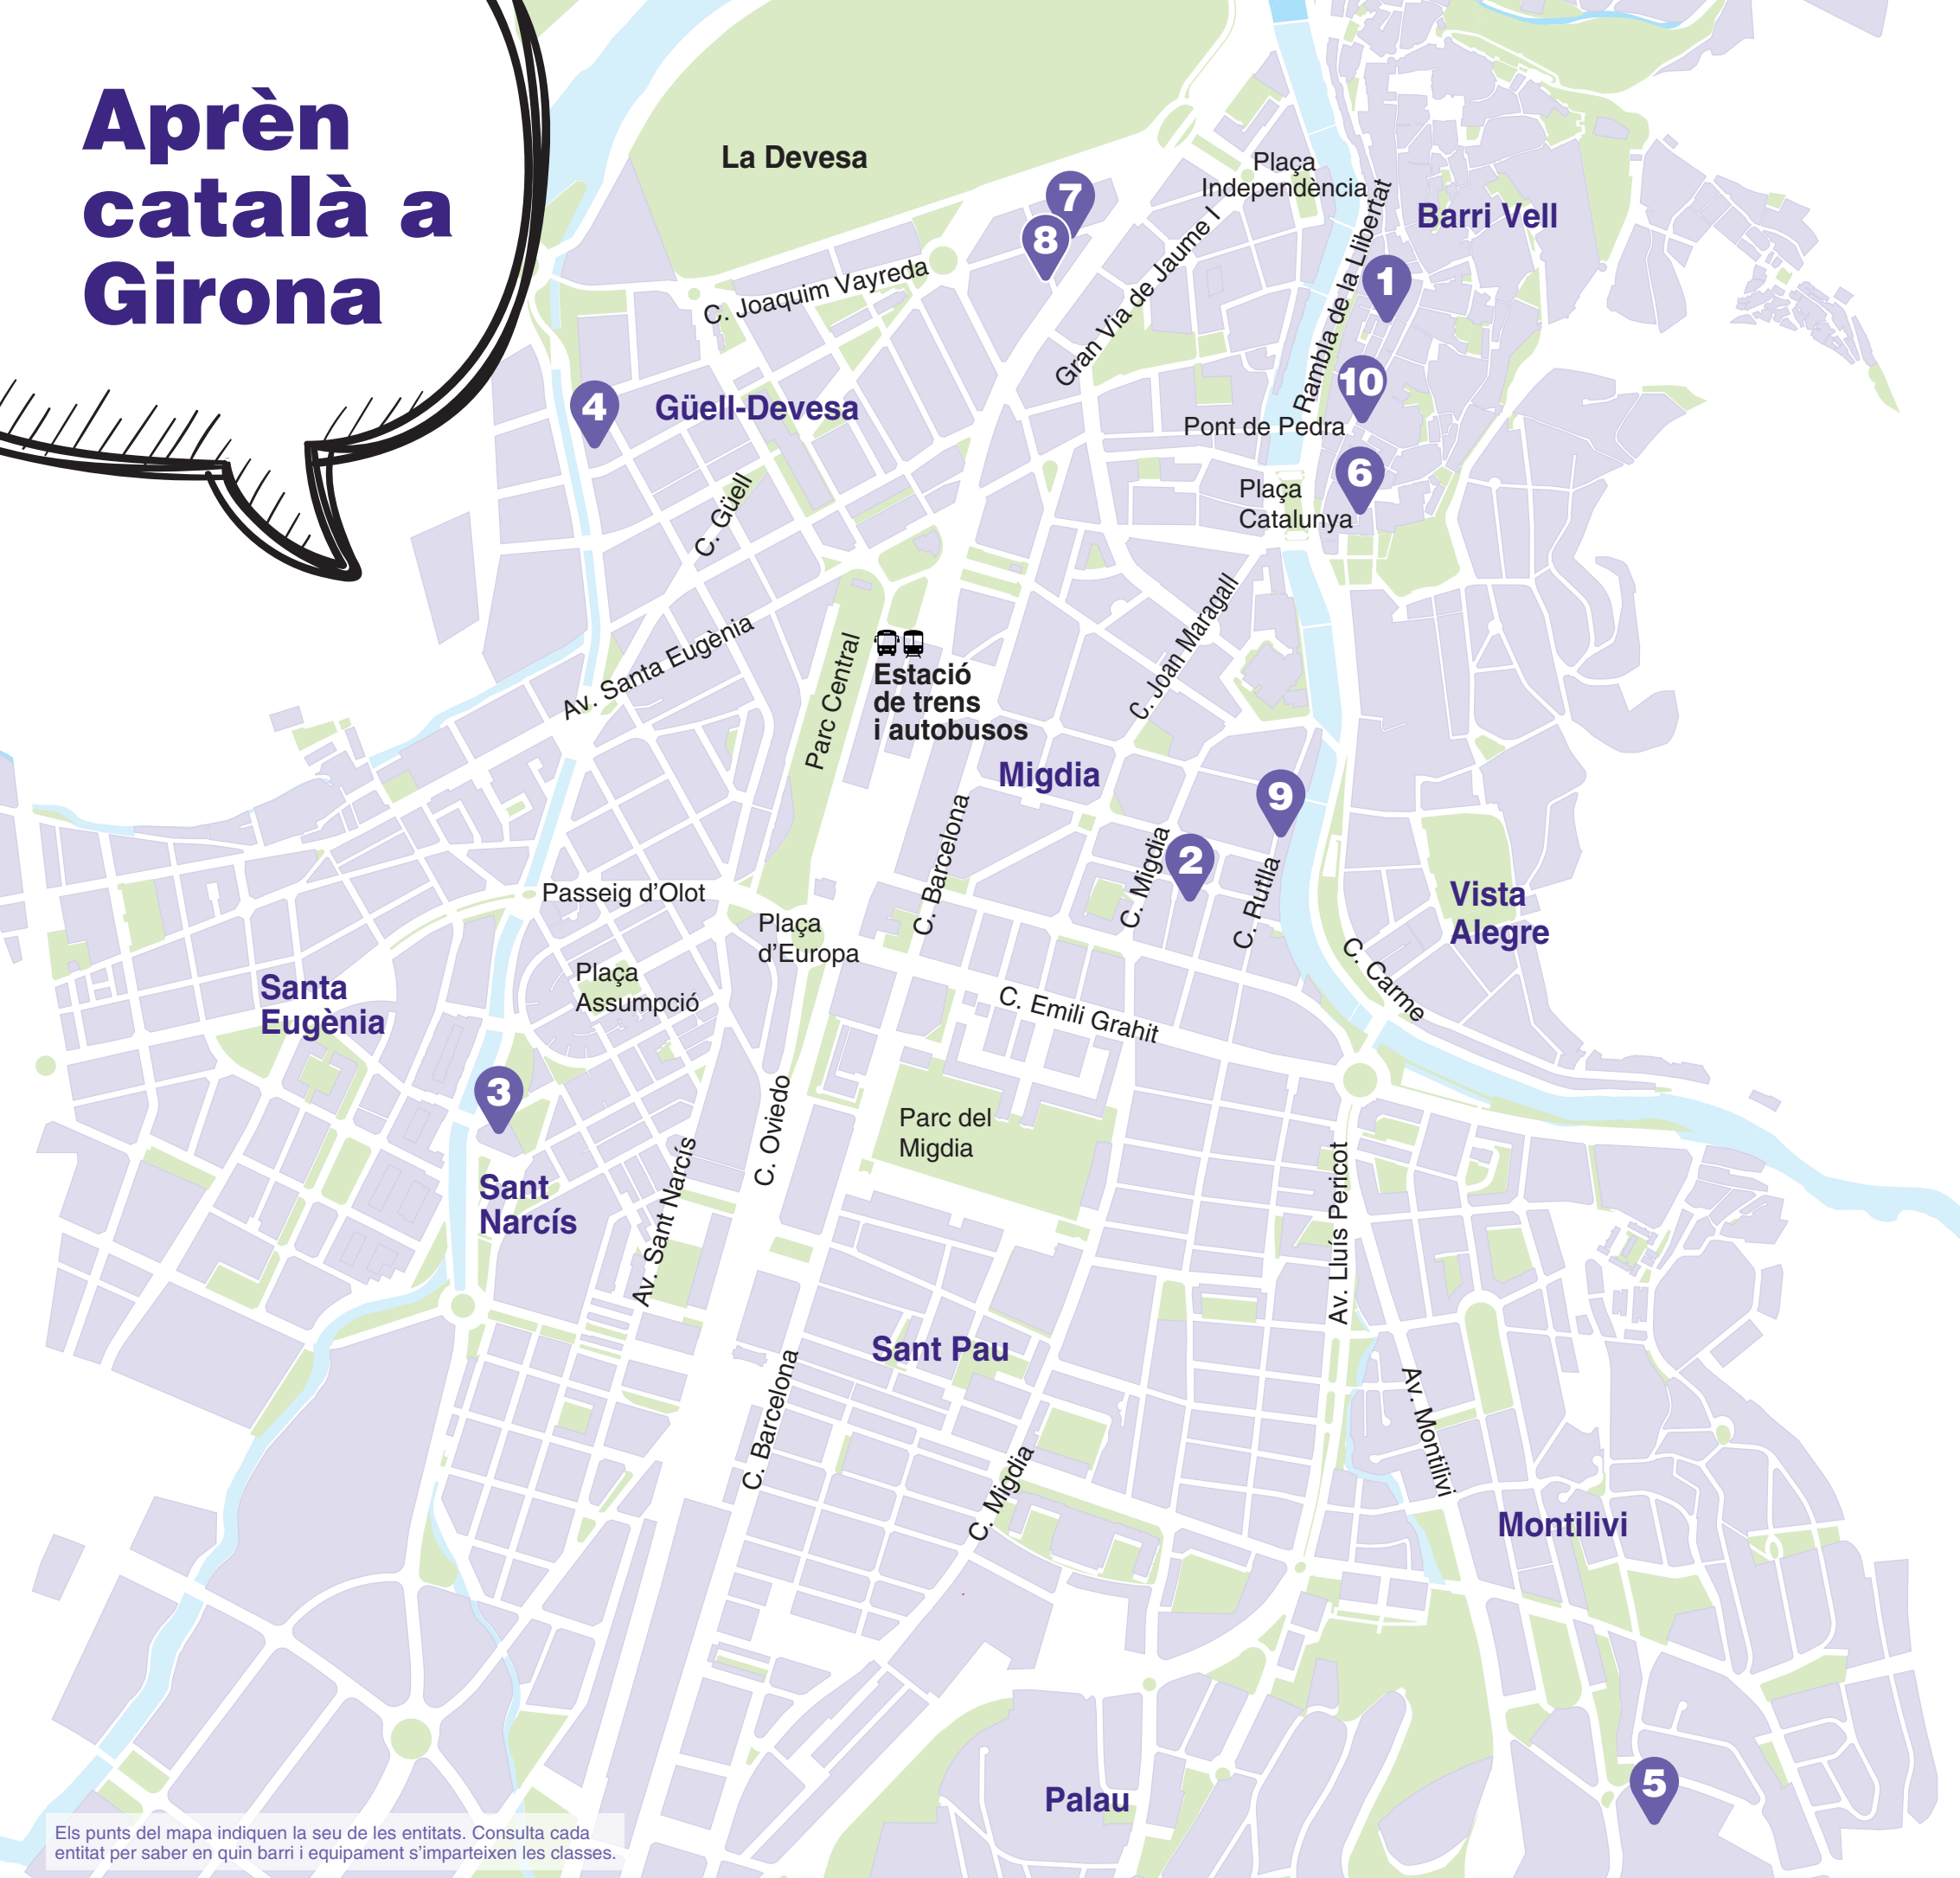 Aprèn
català a
Girona
La Devesa
Plaça
Independència
Barri Vell
7
8
Rambla de la Llibertat
Gran Via de Jaume I
1
C. Joaquim Vayreda
10
4
Güell-Devesa
Pont de Pedra
6
Plaça
Catalunya
C. Güell
C. Joan Maragall
Av. Santa Eugènia
Parc Central
Estació
de trens
i autobusos
Migdia
9
C. Barcelona
C. Migdia
2
C. Rutlla
Passeig d’Olot
Vista
Alegre
Plaça
d’Europa
C. Carme
Plaça
Assumpció
Santa
Eugènia
C. Emili Grahit
3
C. Oviedo
Parc del
Migdia
Av. Sant Narcís
Av. Lluís Pericot
Sant
Narcís
Sant Pau
C. Barcelona
Av. Montilivi
C. Migdia
Montilivi
5
Palau
Els punts del mapa indiquen la seu de les entitats. Consulta cada
entitat per saber en quin barri i equipament s’imparteixen les classes.